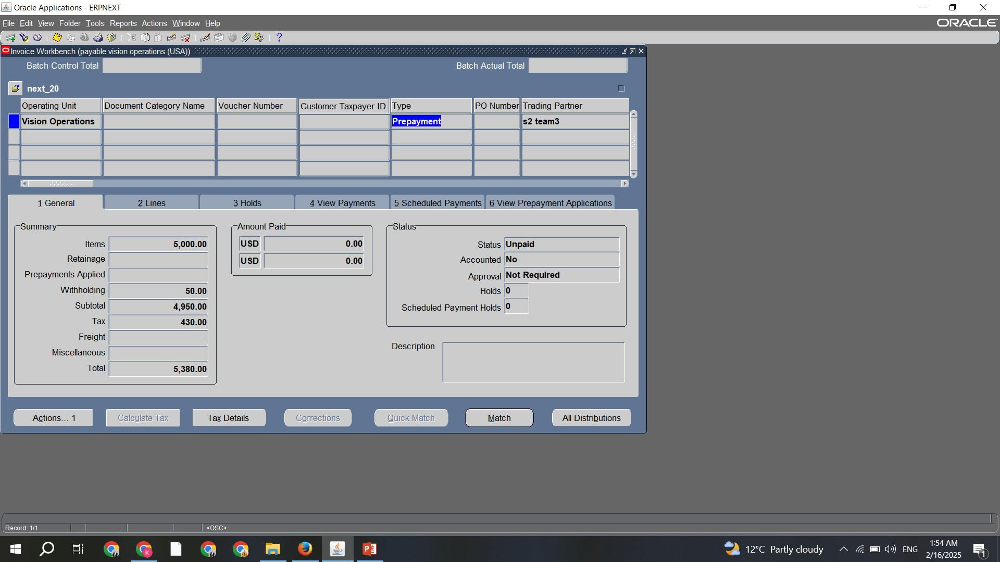 Oracle Applications - ERPNEXT
File Edit View Folder Tools Reports Actions Window Help
ORACLE
Invoice Workbench (payable vision operations (USA))
Batch Control Total
Batch Actual Total
next_20
Operating Unit Document Category Name Voucher Number Customer Taxpayer ID Type PO Number Trading Partner
Vision Operations Prepayment s2 team3
1 General 2 Lines 3 Holds 4 View Payments 5 Scheduled Payments 6 View Prepayment Applications
Summary
Items 5,000.00
Retainage
Prepayments Applied
Withholding 50.00
Subtotal 4,950.00
Tax 430.00
Freight
Miscellaneous
Total 5,380.00
Amount Paid
USD 0.00
USD 0.00
Status
Status Unpaid
Accounted No
Approval Not Required
Holds 0
Scheduled Payment Holds 0
Description
Actions... 1 Calculate Tax Tax Details Corrections Quick Match Match All Distributions
Record: 1/1 ... <OSC>
K
12°C Partly cloudy ENG
1:54 AM
2/16/2025
1